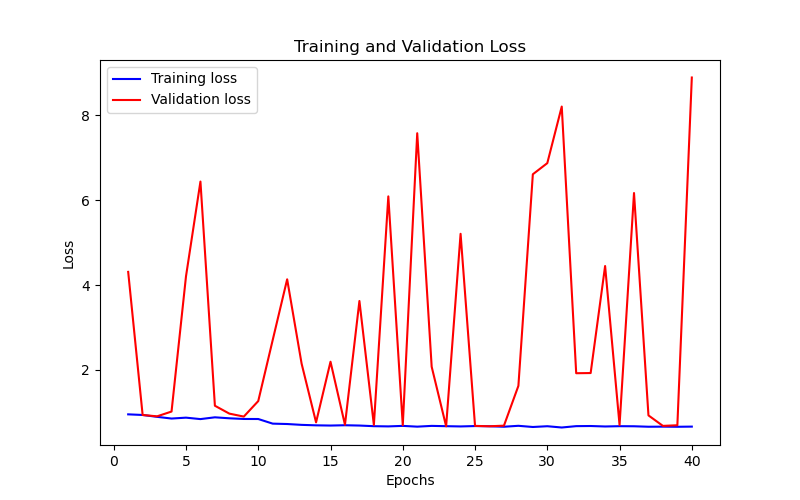 Training and Validation Loss
Training loss
Validation loss
8
6
4
2
Loss
0 5 10 15 20 25 30 35 40
Epochs